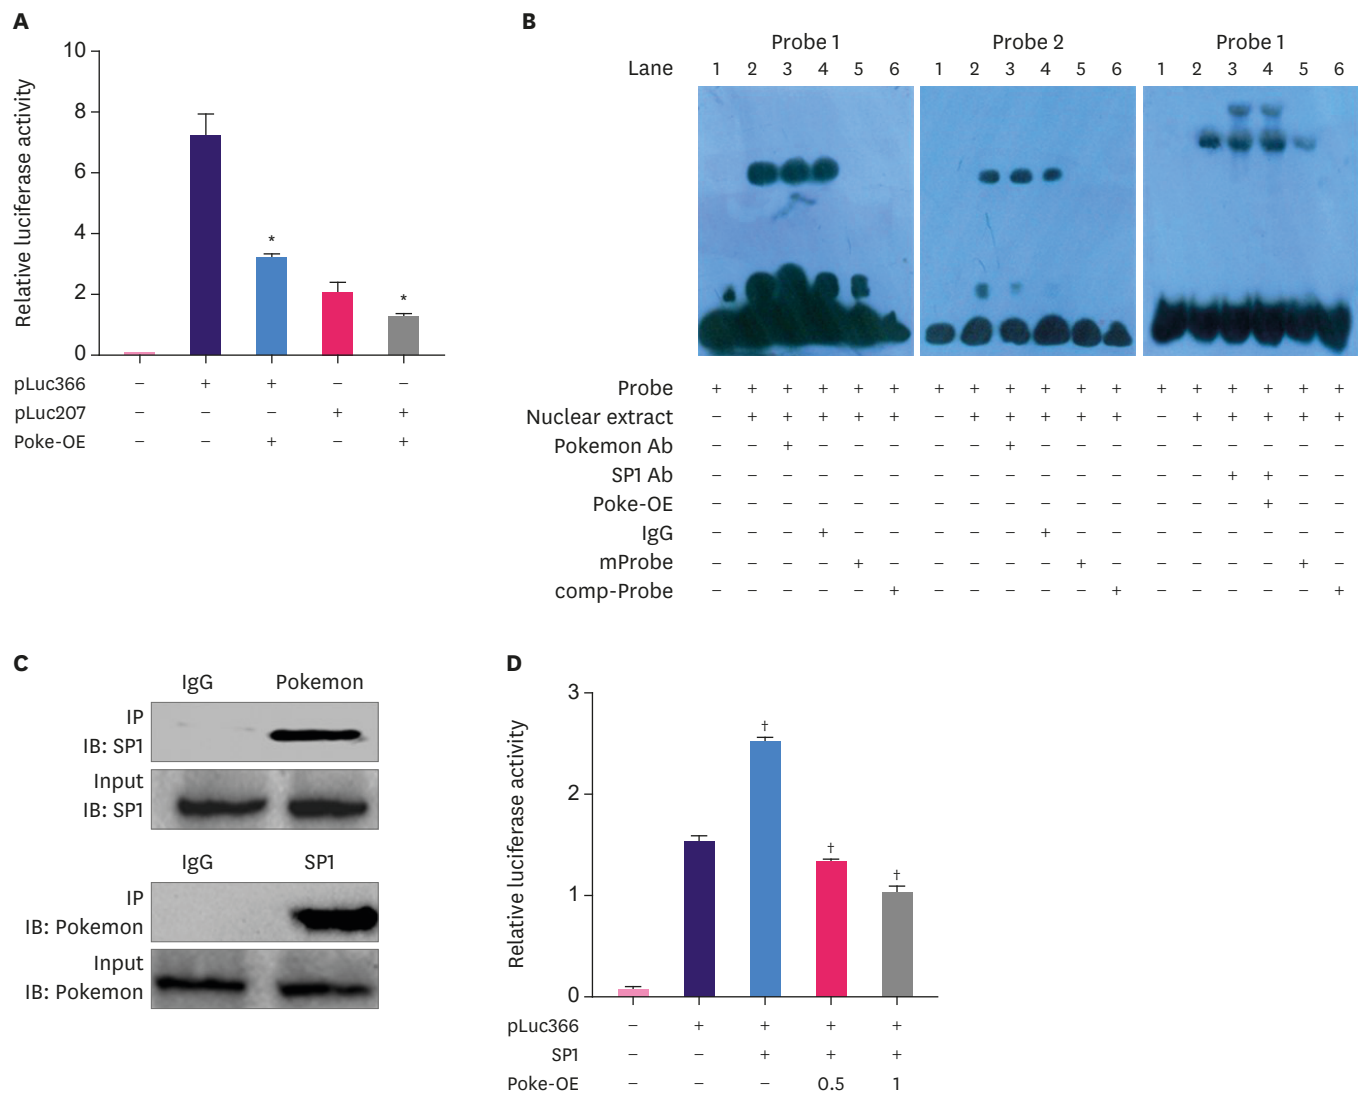 A
Relative luciferase activity
10
8
6
4
2
0
*
*
pLuc366 – + + – –
pLuc207 – – – + +
Poke-OE – – + – +
B
Probe 1 Probe 2 Probe 1
Lane 1 2 3 4 5 6 1 2 3 4 5 6 1 2 3 4 5 6
Probe + + + + + + + + + + + + + + + + + +
Nuclear extract – + + + + + – + + + + + – + + + + +
Pokemon Ab – – + – – – – – + – – – – – – – – –
SP1 Ab – – – – – – – – – – – – – – + + – –
Poke-OE – – – – – – – – – – – – – – – + – –
IgG – – – + – – – – – + – – – – – – – –
mProbe – – – – + – – – – – + – – – – – + –
comp-Probe – – – – – + – – – – – + – – – – – +
C
IgG Pokemon
IP
IB: SP1
Input
IB: SP1
IgG SP1
IP
IB: Pokemon
Input
IB: Pokemon
D
Relative luciferase activity
3
2
1
0
†
†
†
pLuc366 – + + + +
SP1 – – + + +
Poke-OE – – – 0.5 1